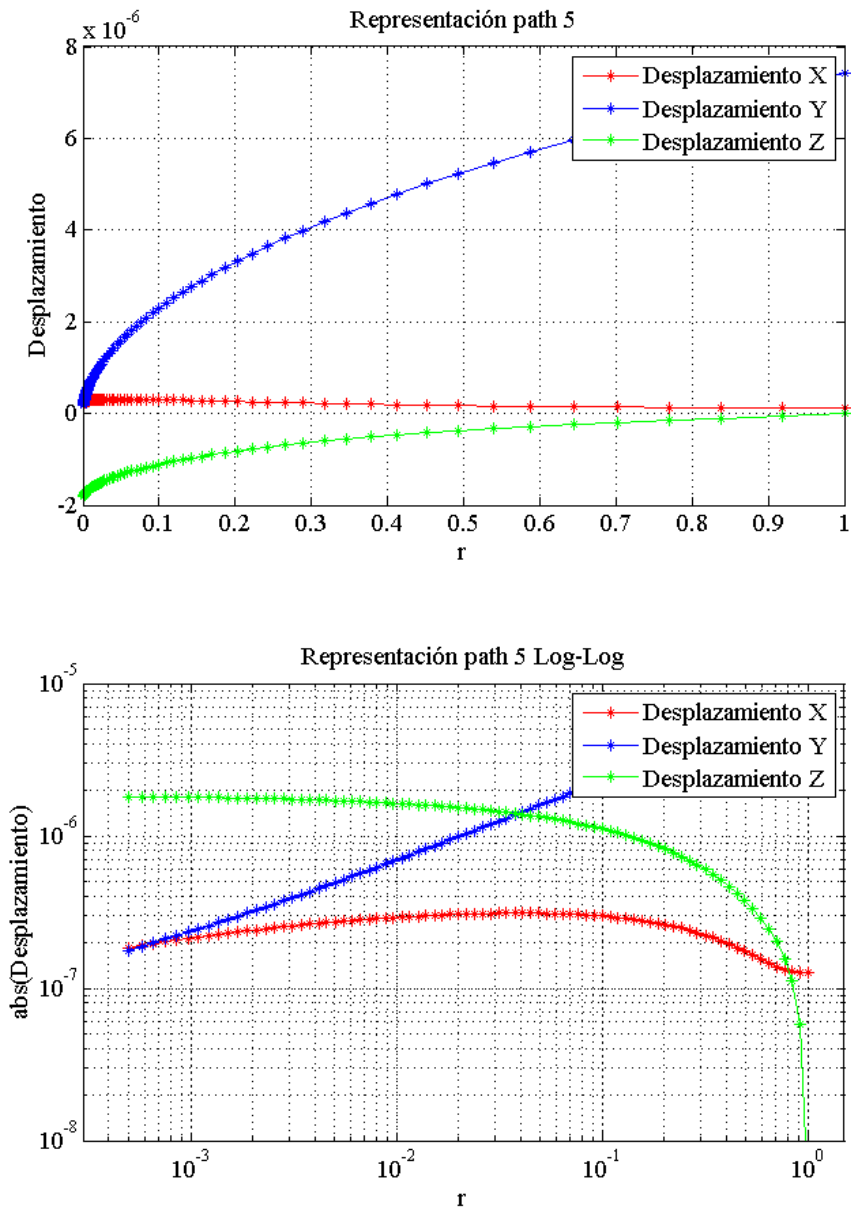 Representación path 5
x 10^-6
Desplazamiento X
Desplazamiento Y
Desplazamiento Z
8
6
4
2
0
-2
Desplazamiento
0 0.1 0.2 0.3 0.4 0.5 0.6 0.7 0.8 0.9 1
r
Representación path 5 Log-Log
Desplazamiento X
Desplazamiento Y
Desplazamiento Z
10^-5
10^-6
10^-7
10^-8
abs(Desplazamiento)
10^-3 10^-2 10^-1 10^0
r